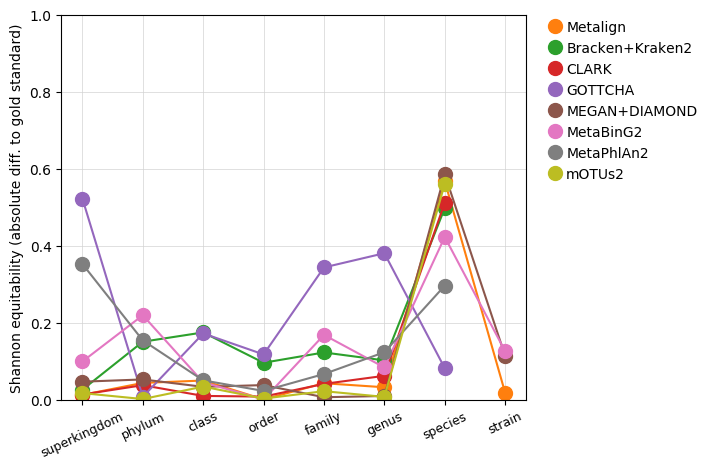 Shannon equitability (absolute diff. to gold standard)
1.0
0.8
0.6
0.4
0.2
0.0
superkingdom
phylum
class
order
family
genus
species
strain
Metalign
Bracken+Kraken2
CLARK
GOTTCHA
MEGAN+DIAMOND
MetaBinG2
MetaPhlAn2
mOTUs2